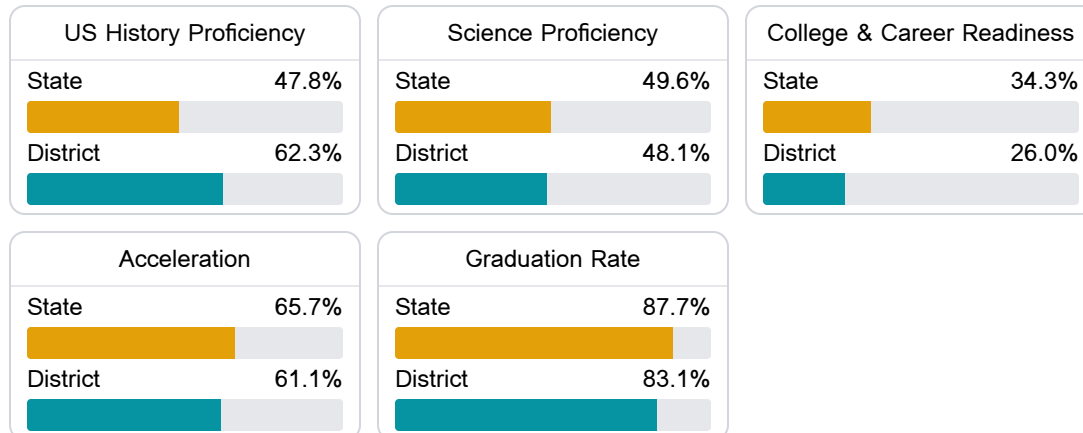 US History Proficiency
State 47.8%
District 62.3%
Science Proficiency
State 49.6%
District 48.1%
College & Career Readiness
State 34.3%
District 26.0%
Acceleration
State 65.7%
District 61.1%
Graduation Rate
State 87.7%
District 83.1%